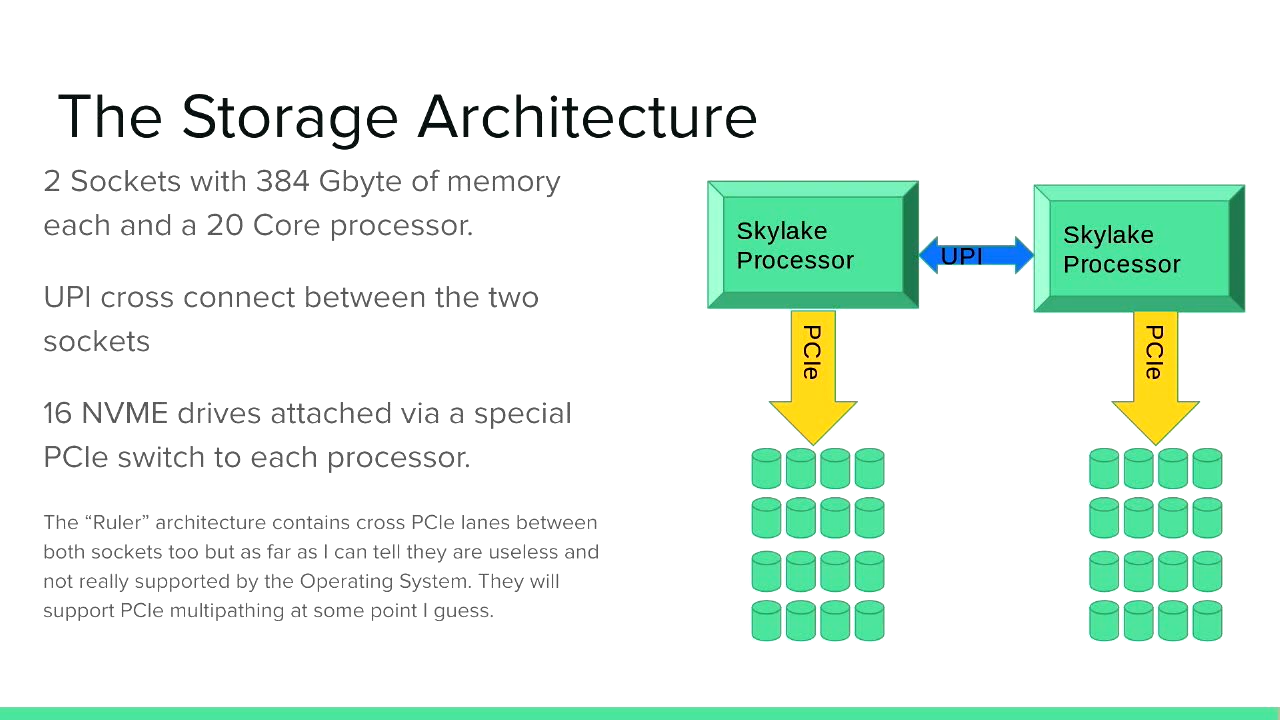 The Storage Architecture
2 Sockets with 384 Gbyte of memory
each and a 20 Core processor.
UPI cross connect between the two
sockets
16 NVME drives attached via a special
PCIe switch to each processor.
The “Ruler” architecture contains cross PCIe lanes between
both sockets too but as far as I can tell they are useless and
not really supported by the Operating System. They will
support PCIe multipathing at some point I guess.
Skylake
Processor
UPI
Skylake
Processor
PCIe
PCIe